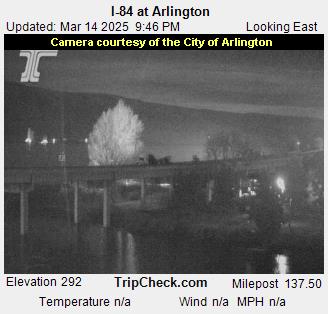 I-84 at Arlington
Updated: Mar 14 2025 9:46 PM Looking East
Camera courtesy of the City of Arlington
Elevation 292 TripCheck.com Milepost 137.50
Temperature n/a Wind n/a MPH n/a